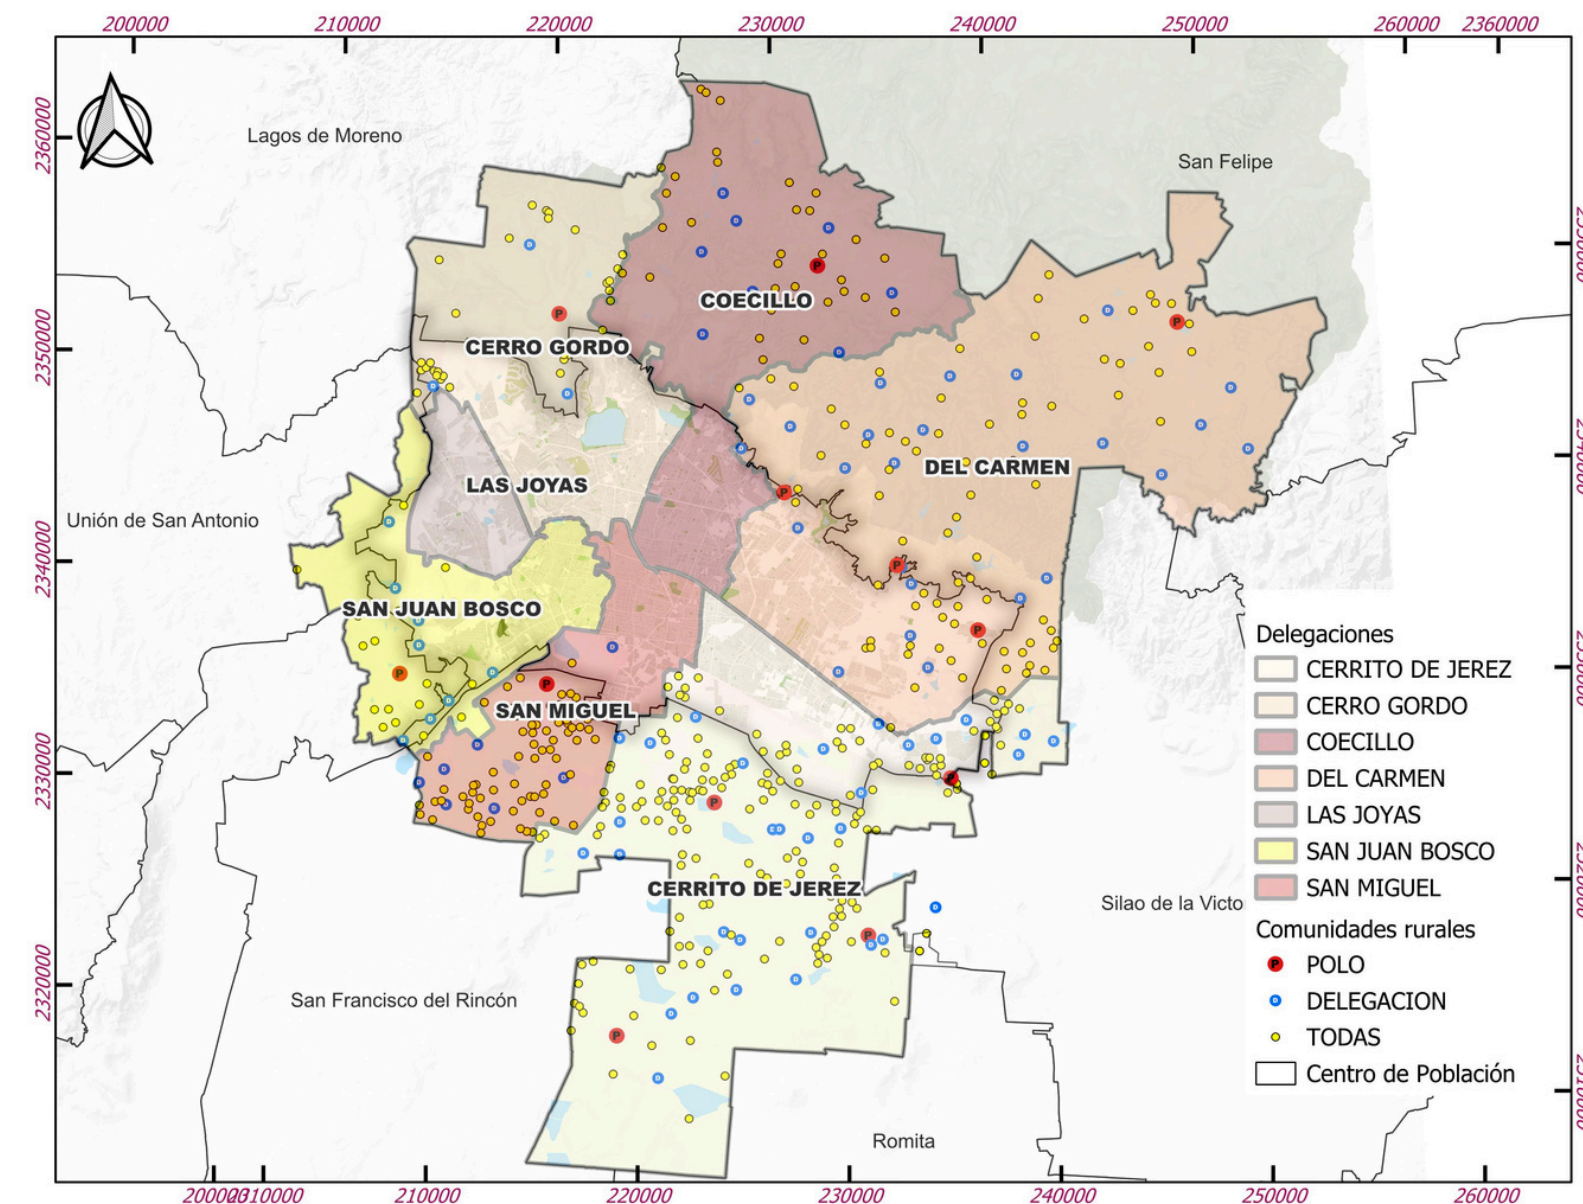 200000 210000 220000 230000 240000 250000 260000 2360000
2360000
Lagos de Moreno
San Felipe
COECILLO
2350000
CERRO GORDO
DEL CARMEN
LAS JOYAS
Unión de San Antonio
2340000
SAN JUAN BOSCO
Delegaciones
CERRITO DE JEREZ
CERRO GORDO
COECILLO
DEL CARMEN
LAS JOYAS
SAN JUAN BOSCO
SAN MIGUEL
SAN MIGUEL
2330000
CERRITO DE JEREZ
Silao de la Victo
Comunidades rurales
P POLO
D DELEGACION
TODAS
Centro de Población
2320000
San Francisco del Rincón
Romita
210000 220000 230000 240000 250000 260000